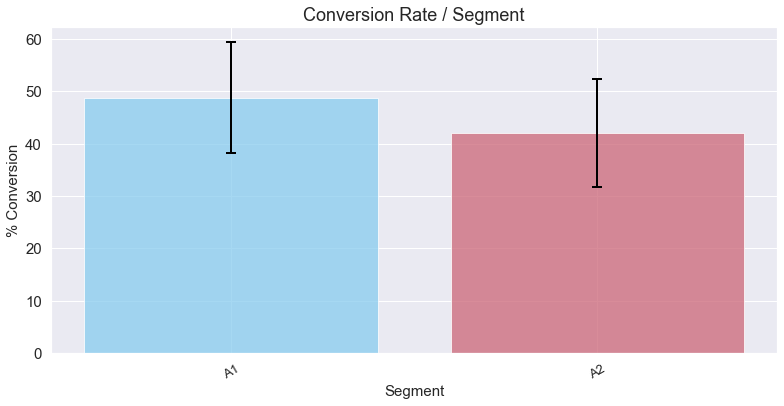 Conversion Rate / Segment
% Conversion
60
50
40
30
20
10
0
A1
A2
Segment